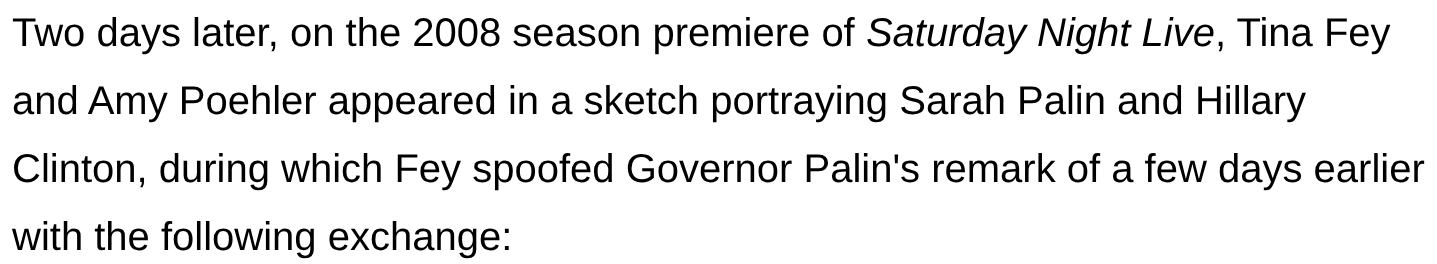 Two days later, on the 2008 season premiere of Saturday Night Live, Tina Fey
and Amy Poehler appeared in a sketch portraying Sarah Palin and Hillary
Clinton, during which Fey spoofed Governor Palin's remark of a few days earlier
with the following exchange: